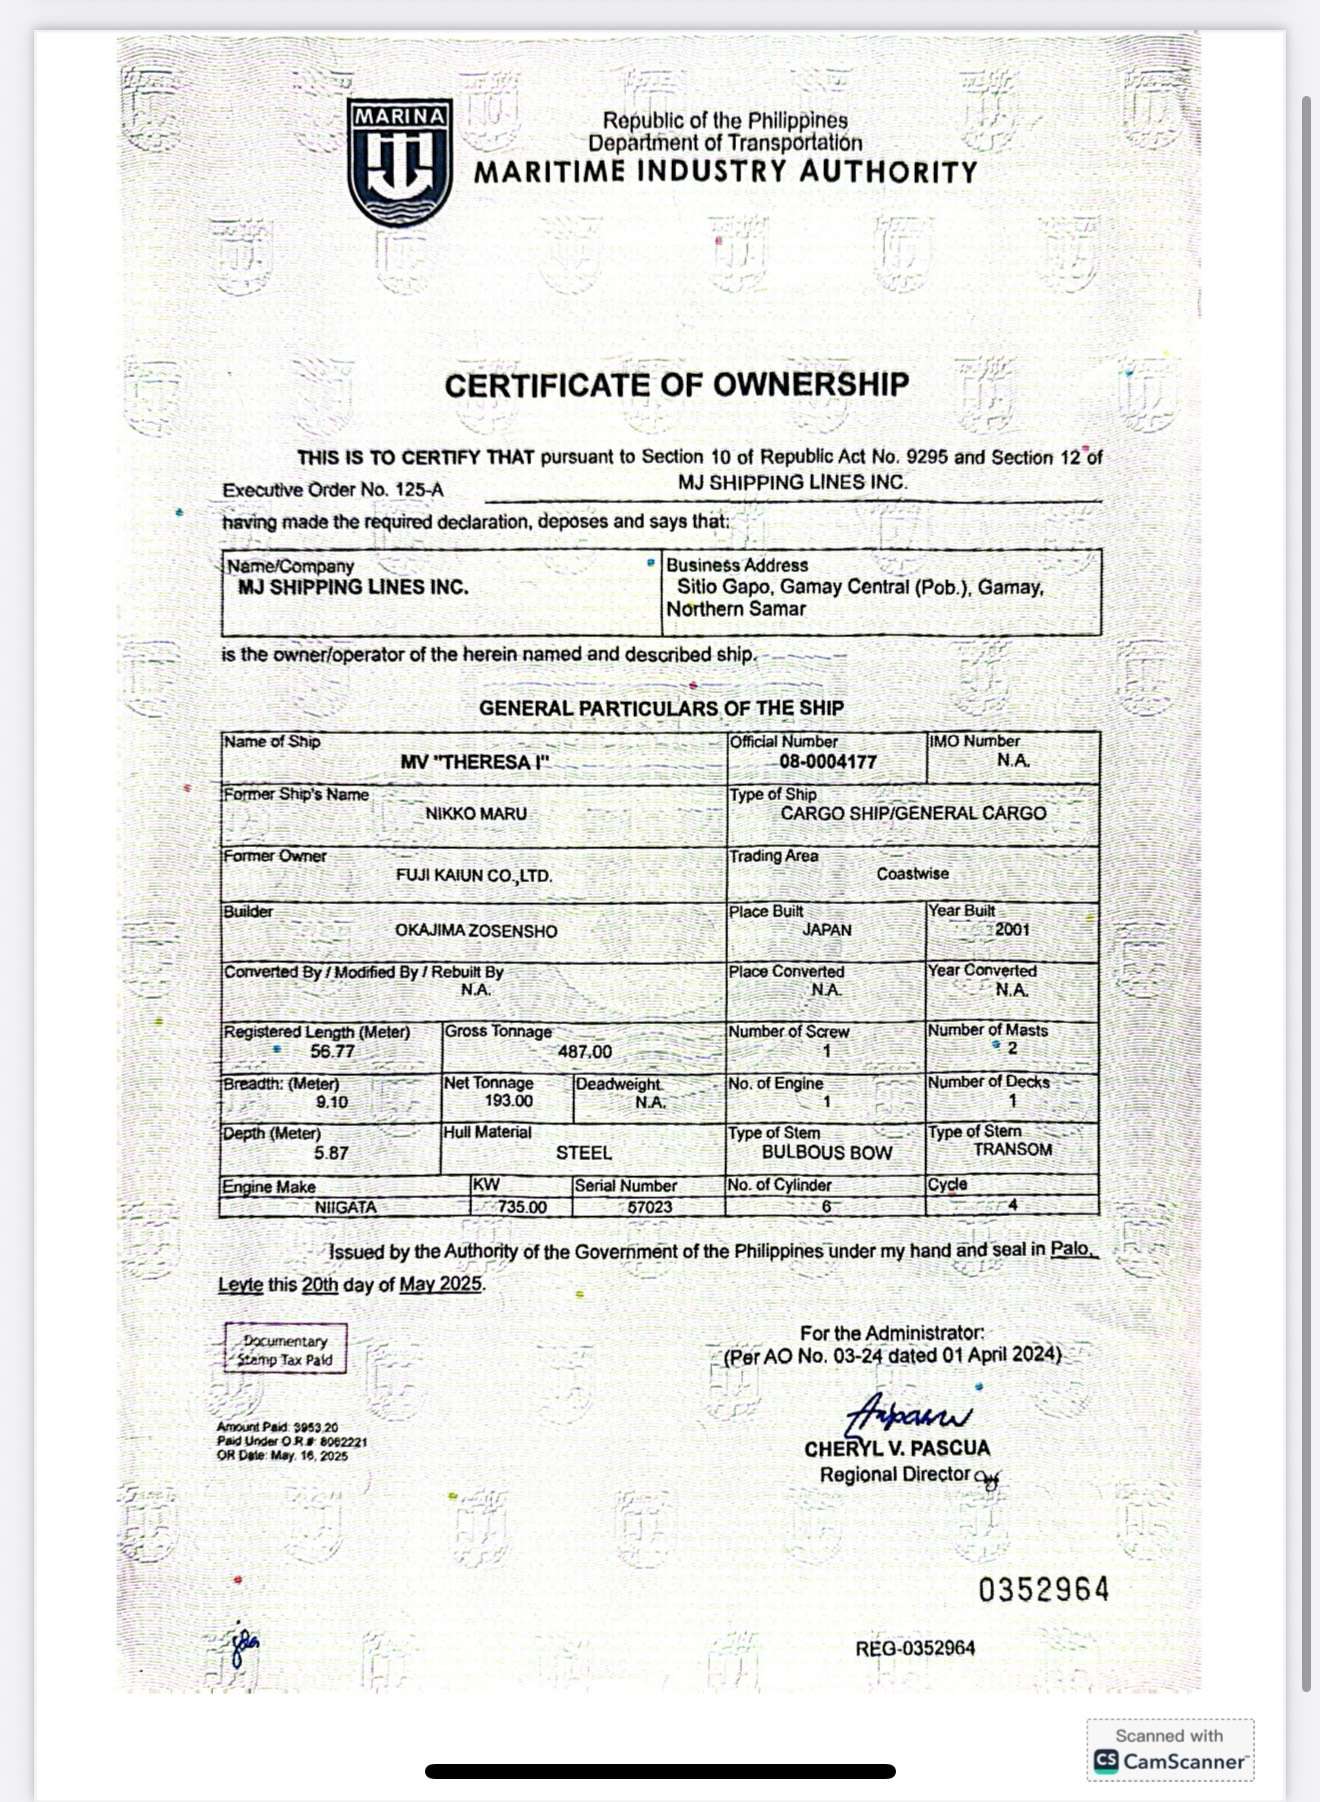 MARINA
Republic of the Philippines
Department of Transportation
MARITIME INDUSTRY AUTHORITY
CERTIFICATE OF OWNERSHIP
THIS IS TO CERTIFY THAT pursuant to Section 10 of Republic Act No. 9295 and Section 12 of
Executive Order No. 125-A MJ SHIPPING LINES INC.
having made the required declaration, deposes and says that:
Name/Company
MJ SHIPPING LINES INC.
Business Address
Sitio Gapo, Gamay Central (Pob.), Gamay,
Northern Samar
is the owner/operator of the herein named and described ship.
GENERAL PARTICULARS OF THE SHIP
Name of Ship
MV "THERESA I"
Official Number
08-0004177
IMO Number
N.A.
Former Ship's Name
NIKKO MARU
Type of Ship
CARGO SHIP/GENERAL CARGO
Former Owner
FUJI KAIUN CO.,LTD.
Trading Area
Coastwise
Builder
OKAJIMA ZOSENSHO
Place Built
JAPAN
Year Built
2001
Converted By / Modified By / Rebuilt By
N.A.
Place Converted
N.A.
Year Converted
N.A.
Registered Length (Meter)
56.77
Gross Tonnage
487.00
Number of Screw
1
Number of Masts
2
Breadth: (Meter)
9.10
Net Tonnage
193.00
Deadweight
N.A.
No. of Engine
1
Number of Decks
1
Depth (Meter)
5.87
Hull Material
STEEL
Type of Stem
BULBOUS BOW
Type of Stern
TRANSOM
Engine Make
NIIGATA
KW
735.00
Serial Number
57023
No. of Cylinder
6
Cycle
4
Issued by the Authority of the Government of the Philippines under my hand and seal in Palo,
Leyte this 20th day of May 2025.
Documentary
Stamp Tax Paid
For the Administrator:
(Per AO No. 03-24 dated 01 April 2024)
Amount Paid: 3953.20
Paid Under O.R.#: 8062221
OR Date: May. 16, 2025
CHERYL V. PASCUA
Regional Director
0352964
REG-0352964
Scanned with
CS CamScanner